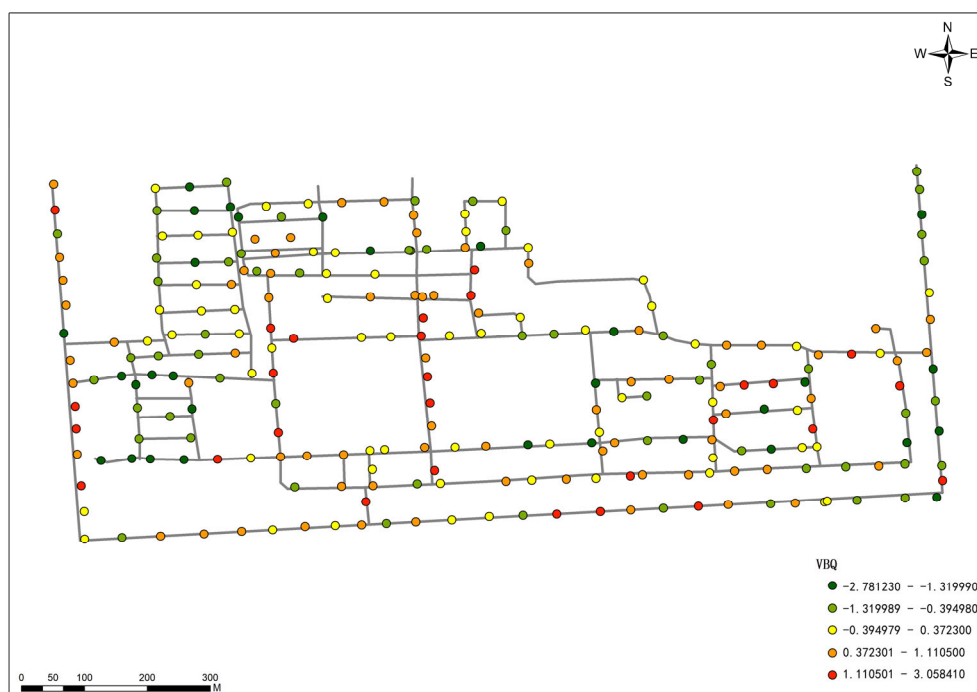 N
W E
S
VBQ
-2.781230 - -1.319990
-1.319989 - -0.394980
-0.394979 - 0.372300
0.372301 - 1.110500
1.110501 - 3.058410
0 50 100 200 300
M